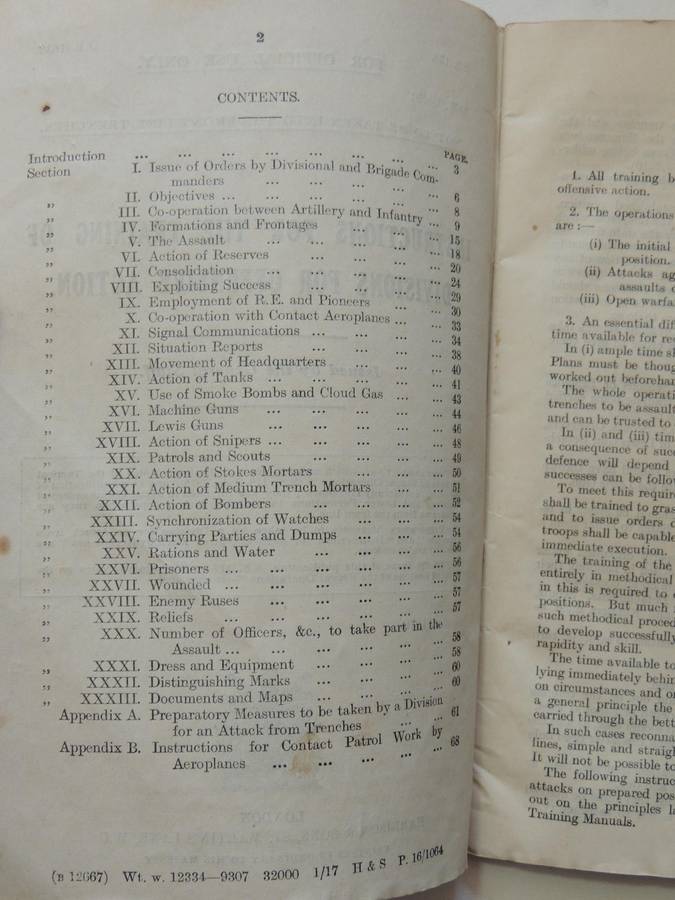 2
CONTENTS.
PAGE.
Introduction ... ... ... ... ... ... ... 3
Section I. Issue of Orders by Divisional and Brigade Com-
manders ... ... ... ... ... 6
„ II. Objectives ... ... ... ... ... ... 8
„ III. Co-operation between Artillery and Infantry ... 9
„ IV. Formations and Frontages ... ... ... 15
„ V. The Assault ... ... ... ... ... 18
„ VI. Action of Reserves ... ... ... ... 20
„ VII. Consolidation ... ... ... ... ... 24
„ VIII. Exploiting Success ... ... ... ... 29
„ IX. Employment of R.E. and Pioneers ... ... 30
„ X. Co-operation with Contact Aeroplanes ... ... 33
„ XI. Signal Communications ... ... ... ... 34
„ XII. Situation Reports ... ... ... ... 38
„ XIII. Movement of Headquarters ... ... ... 40
„ XIV. Action of Tanks ... ... ... ... ... 41
„ XV. Use of Smoke Bombs and Cloud Gas ... ... 43
„ XVI. Machine Guns ... ... ... ... ... 44
„ XVII. Lewis Guns ... ... ... ... ... 46
„ XVIII. Action of Snipers ... ... ... ... ... 48
„ XIX. Patrols and Scouts ... ... ... ... 49
„ XX. Action of Stokes Mortars ... ... ... 50
„ XXI. Action of Medium Trench Mortars ... ... 51
„ XXII. Action of Bombers ... ... ... ... 52
„ XXIII. Synchronization of Watches ... ... ... 54
„ XXIV. Carrying Parties and Dumps ... ... ... 54
„ XXV. Rations and Water ... ... ... ... 56
„ XXVI. Prisoners ... ... ... ... ... ... 56
„ XXVII. Wounded ... ... ... ... ... ... 57
„ XXVIII. Enemy Ruses ... ... ... ... ... 57
„ XXIX. Reliefs ... ... ... ... ... ... 57
„ XXX. Number of Officers, &c., to take part in the
Assault ... ... ... ... ... ... 58
„ XXXI. Dress and Equipment ... ... ... ... 58
„ XXXII. Distinguishing Marks ... ... ... ... 60
„ XXXIII. Documents and Maps ... ... ... ... 60
Appendix A. Preparatory Measures to be taken by a Division
for an Attack from Trenches ... ... 61
Appendix B. Instructions for Contact Patrol Work by
Aeroplanes ... ... ... ... ... 68
(B 12667) Wt. w. 12334—9307 32000 1/17 H & S P. 16/1064
1. All training b
offensive action.
2. The operations
are :—
(i) The initial
position.
(ii) Attacks ag
assaults o
(iii) Open warfa
3. An essential diff
time available for re
In (i) ample time sh
Plans must be thoug
worked out beforehan
The whole operati
trenches to be assault
and can be trusted to
In (ii) and (iii) tim
a consequence of succ
defence will depend
successes can be follow
To meet this requir
shall be trained to gras
and to issue orders o
troops shall be capable
immediate execution.
The training of the
entirely in methodical
in this is required to
positions. But much
such methodical proced
to develop successfully
rapidity and skill.
The time available to
lying immediately behin
on circumstances and on
a general principle the
carried through the bett
In such cases reconna
lines, simple and straigh
It will not be possible to
The following instruc
attacks on prepared pos
out on the principles la
Training Manuals.